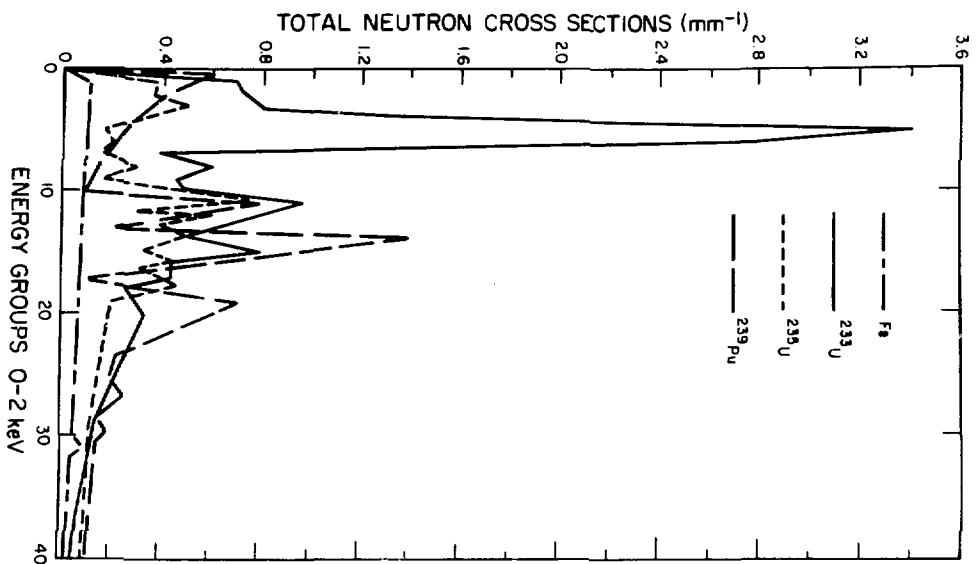 TOTAL NEUTRON CROSS SECTIONS (mm⁻¹)
0 0.4 0.8 1.2 1.6 2.0 2.4 2.8 3.2 3.6
0
10
20
30
40
ENERGY GROUPS 0-2 keV
Fe
²³³U
²³⁵U
²³⁹Pu